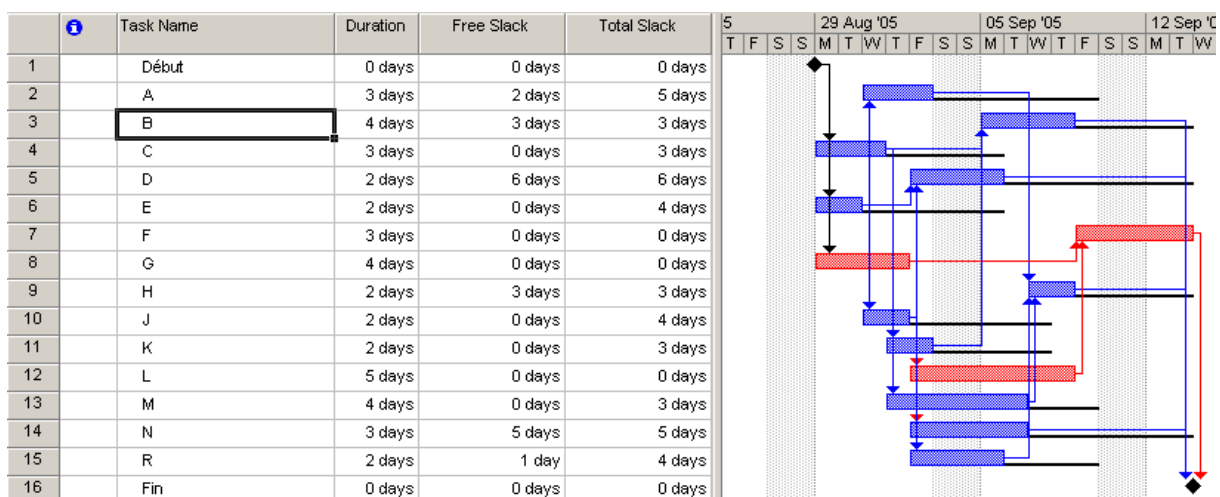 Task Name Duration Free Slack Total Slack 5 29 Aug '05 05 Sep '05 12 Sep '0
T F S S M T W T F S S M T W T F S S M T W
1 Début 0 days 0 days 0 days
2 A 3 days 2 days 5 days
3 B 4 days 3 days 3 days
4 C 3 days 0 days 3 days
5 D 2 days 6 days 6 days
6 E 2 days 0 days 4 days
7 F 3 days 0 days 0 days
8 G 4 days 0 days 0 days
9 H 2 days 3 days 3 days
10 J 2 days 0 days 4 days
11 K 2 days 0 days 3 days
12 L 5 days 0 days 0 days
13 M 4 days 0 days 3 days
14 N 3 days 5 days 5 days
15 R 2 days 1 day 4 days
16 Fin 0 days 0 days 0 days